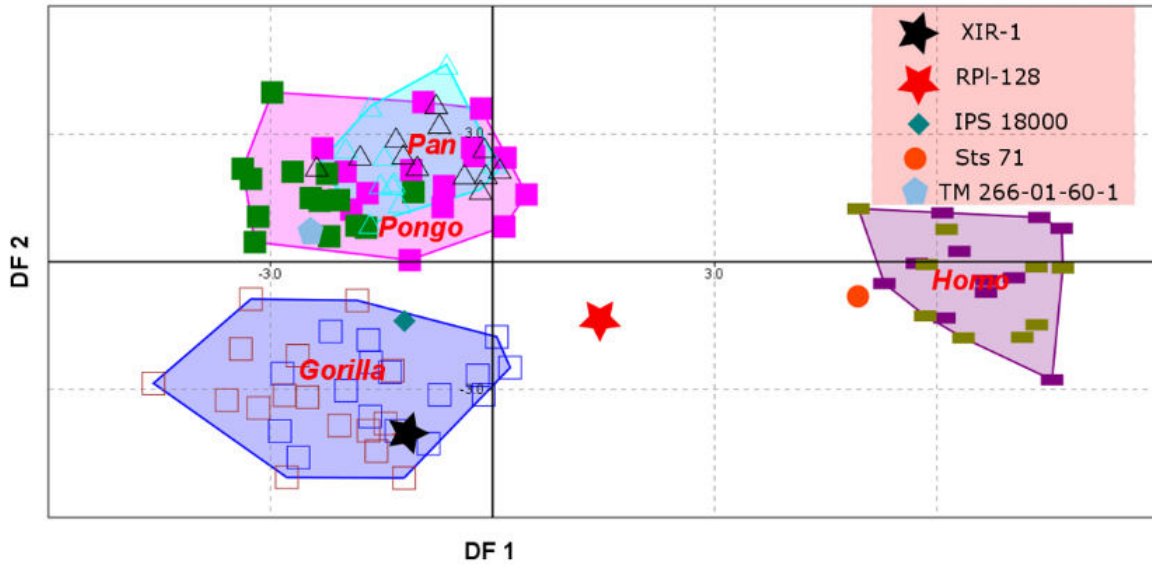 XIR-1
RPl-128
IPS 18000
Sts 71
TM 266-01-60-1
3.0
Pan
Pongo
-3.0
3.0
Homo
Gorilla
-3.0
DF 2
DF 1